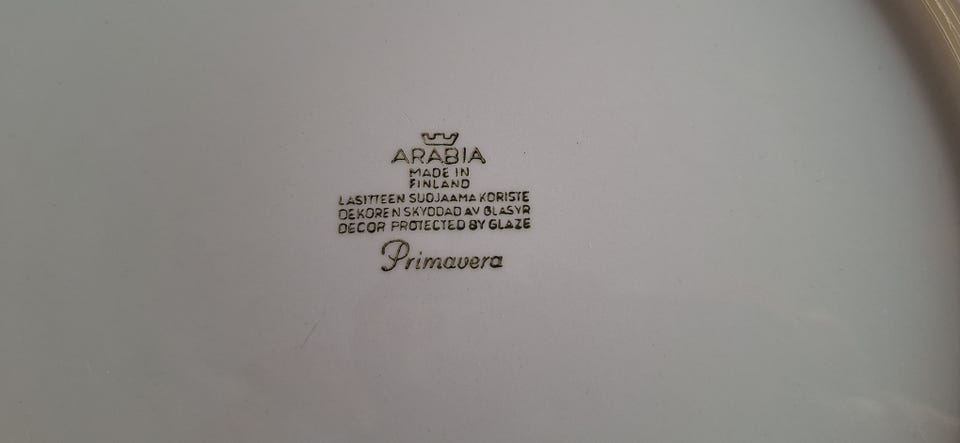 ARABIA
MADE IN
FINLAND
LASITTEEN SUOJAAMA KORISTE
DEKOREN SKYDDAD AV GLASYR
DECOR PROTECTED BY GLAZE
Primavera